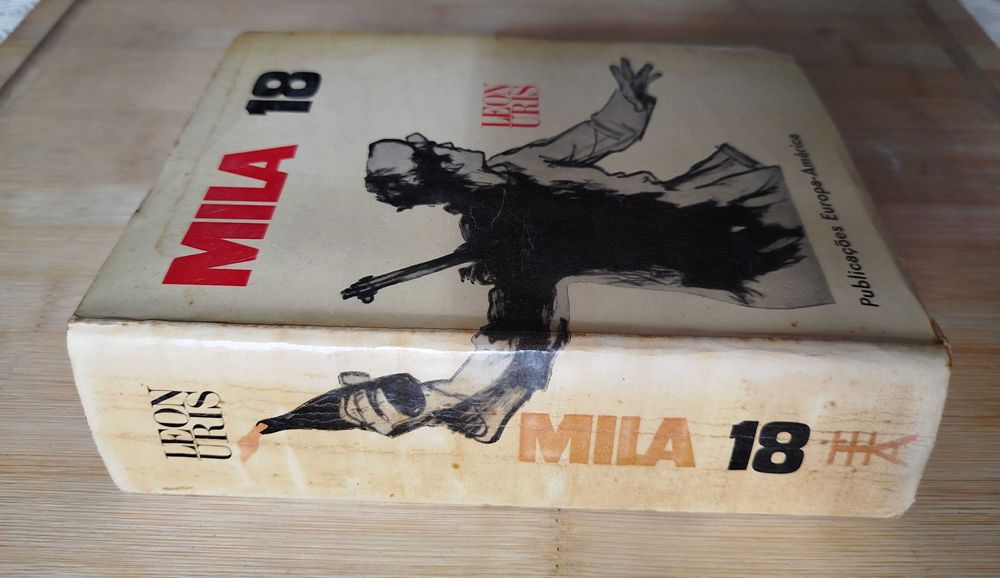 MILA 18
LEON
URIS
Publicações Europa-América
LEON
URIS
MILA 18